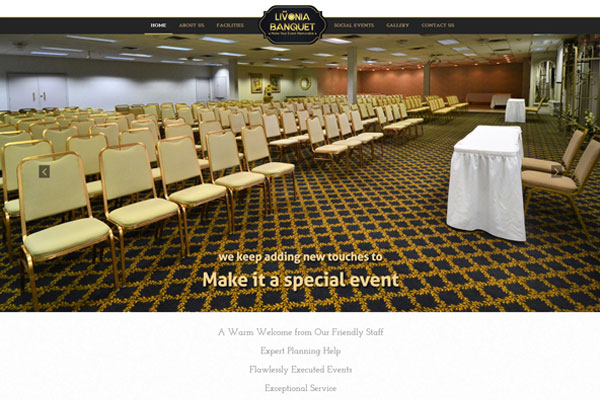 HOME ABOUT US FACILITIES SOCIAL EVENTS GALLERY CONTACT US
LIVONIA
BANQUET
we keep adding new touches to
Make it a special event
A Warm Welcome from Our Friendly Staff
Expert Planning Help
Flawlessly Executed Events
Exceptional Service